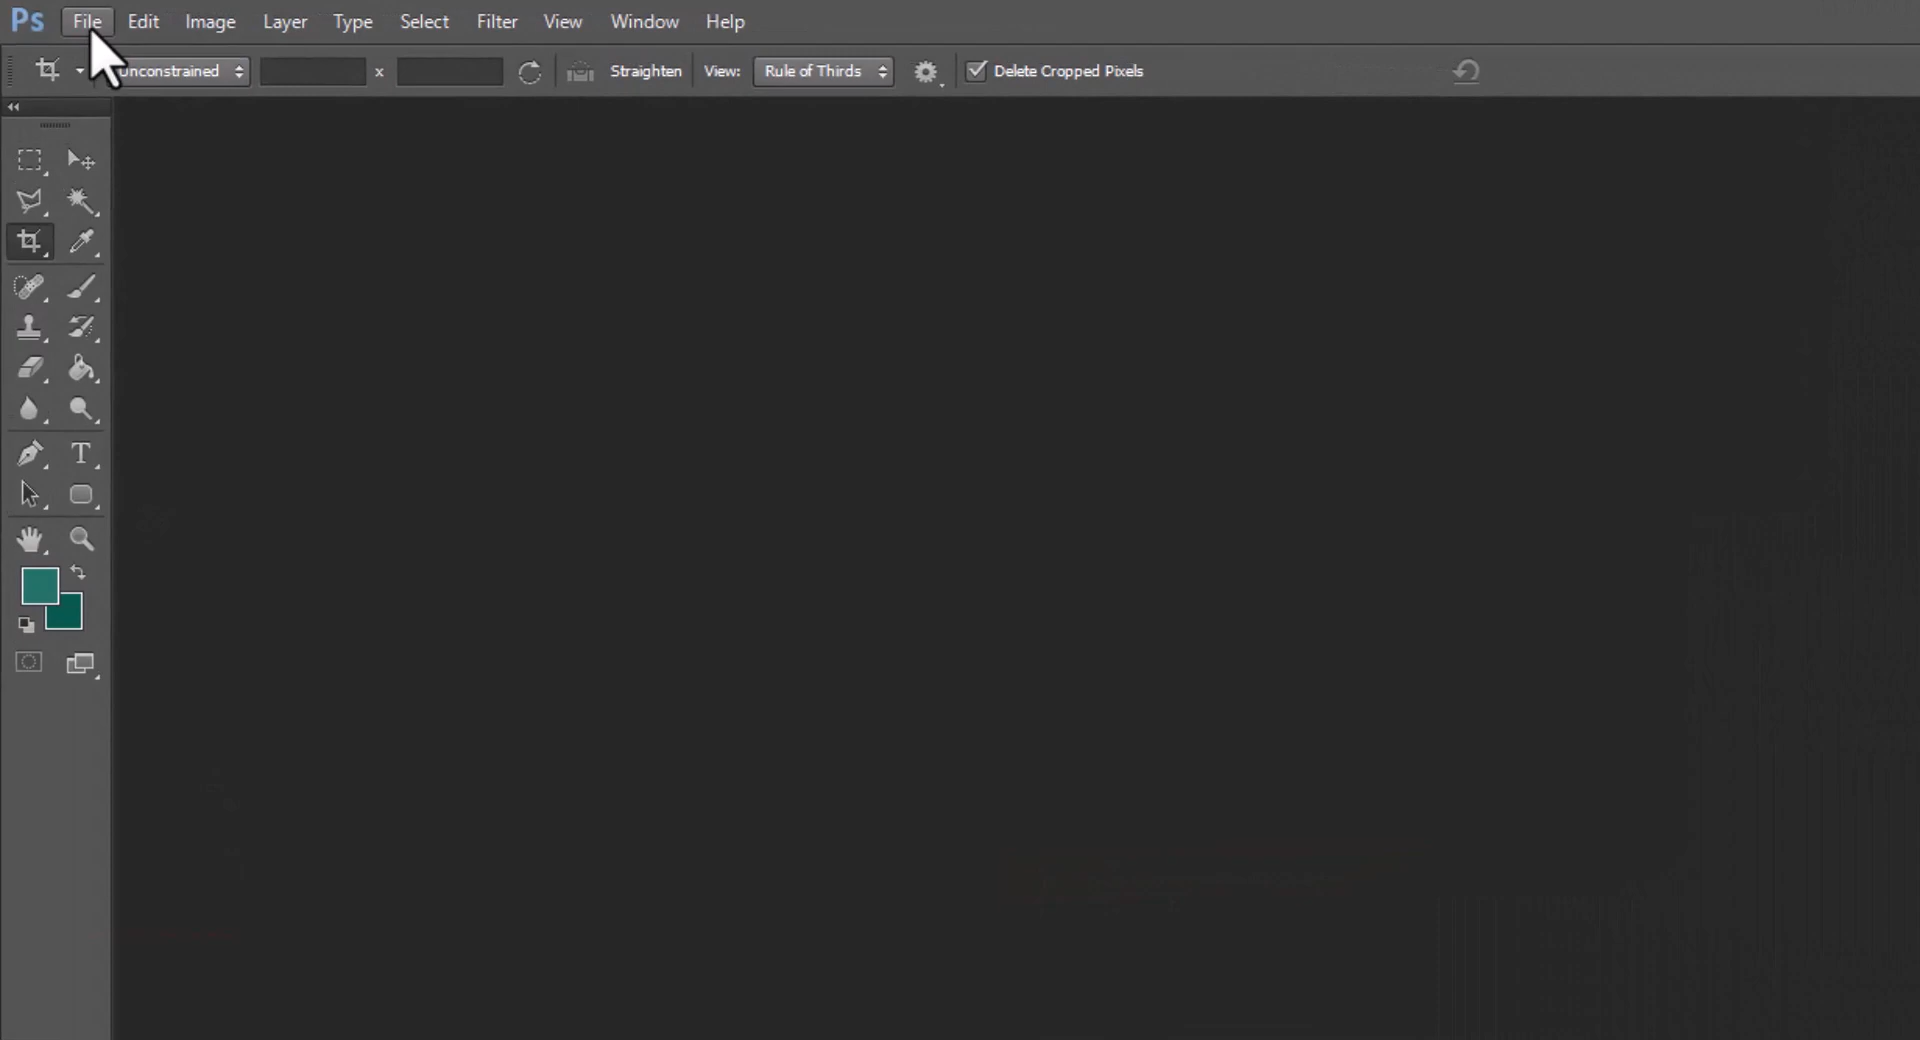 Ps File Edit Image Layer Type Select Filter View Window Help
Unconstrained x Straighten View: Rule of Thirds Delete Cropped Pixels
T